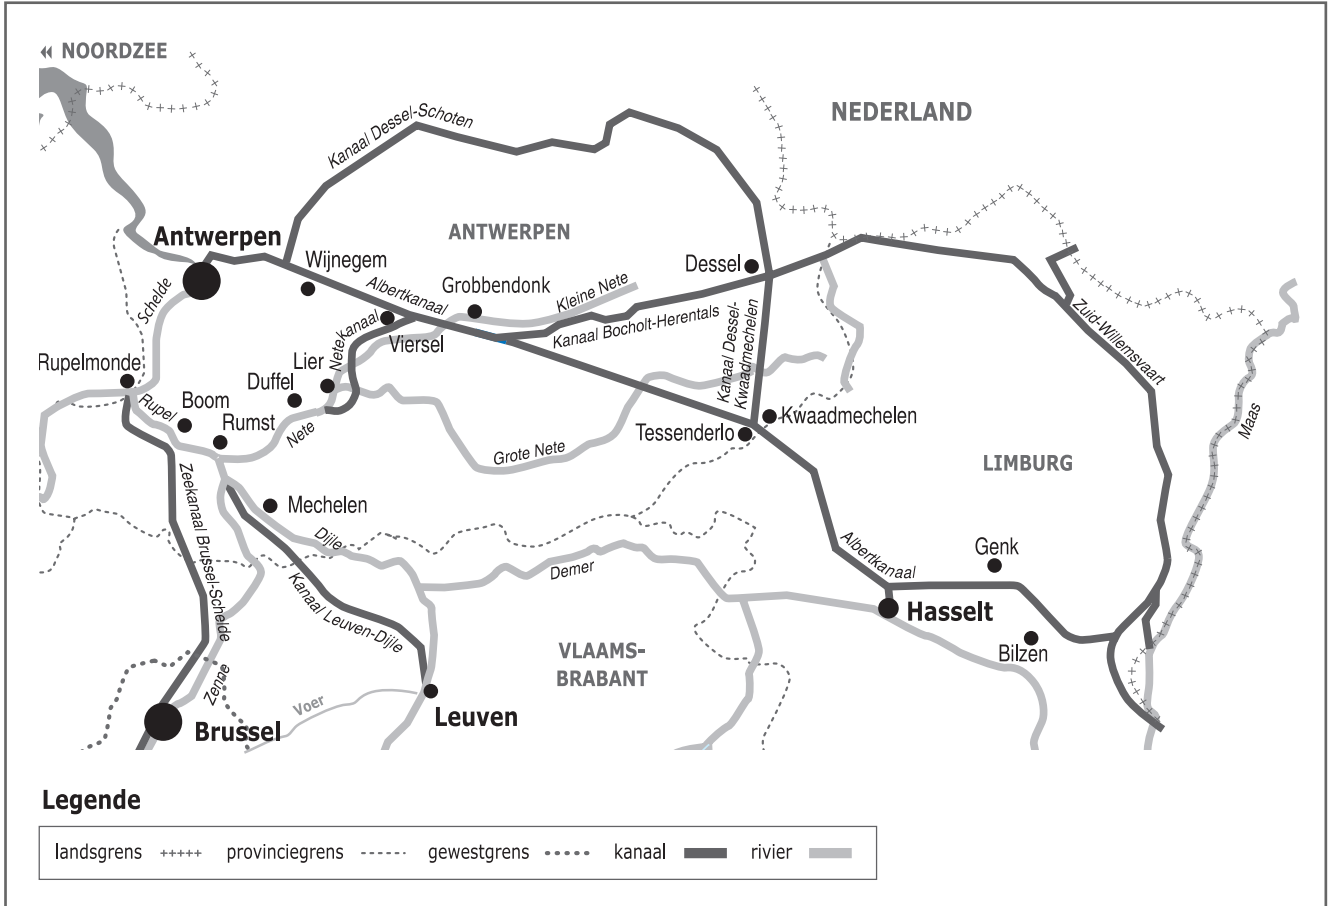 NOORDZEE
NEDERLAND
Kanaal Dessel-Schoten
Antwerpen
ANTWERPEN
Wijnegem
Dessel
Schelde
Albertkanaal
Grobbendonk
Kleine Nete
Kanaal Bocholt-Herentals
Kanaal Dessel-
Kwaadmechelen
Zuid-Willemsvaart
Netekanaal
Viersel
Rupelmonde
Lier
Duffel
Rupel
Boom
Rumst
Nete
Grote Nete
Kwaadmechelen
Tessenderlo
Maas
LIMBURG
Zeekanaal Brussel-Schelde
Mechelen
Dijle
Demer
Albertkanaal
Genk
Kanaal Leuven-Dijle
Hasselt
Bilzen
VLAAMS-
BRABANT
Zenne
Voer
Leuven
Brussel
Legende
landsgrens
provinciegrens
gewestgrens
kanaal
rivier